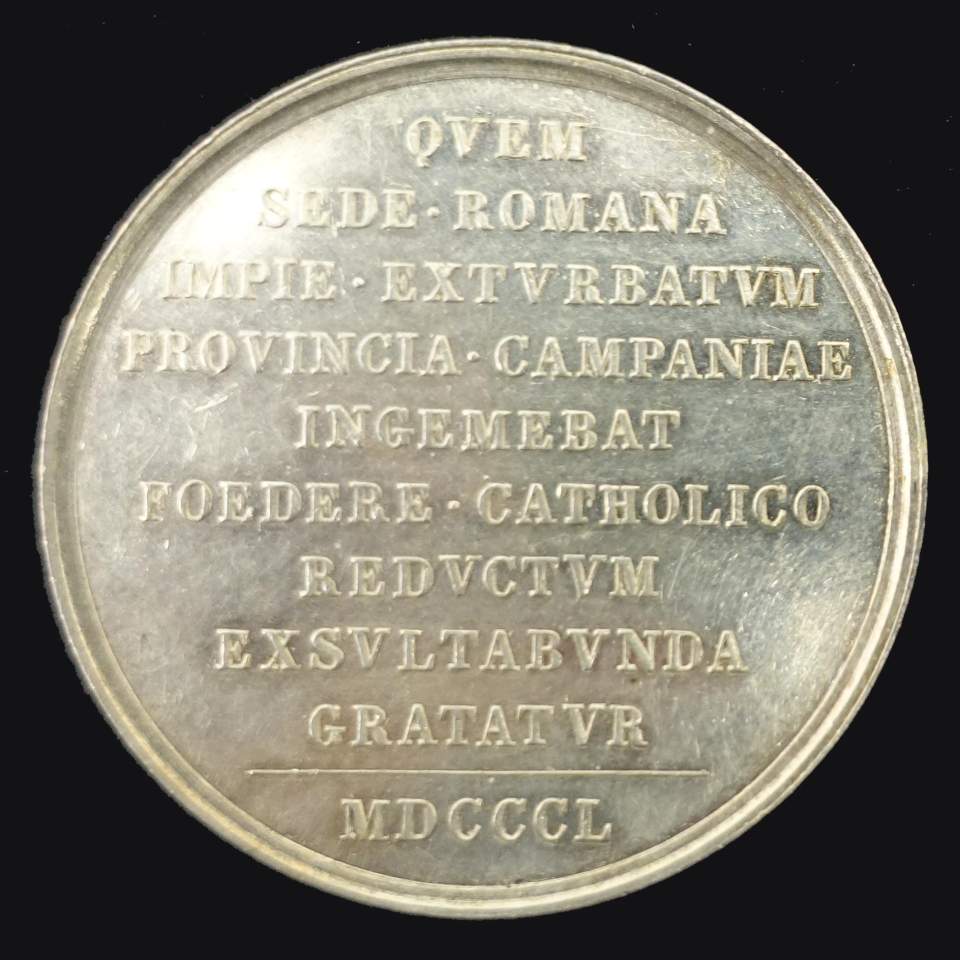 QVEM
SEDE · ROMANA
IMPIE · EXTVRBATVM
PROVINCIA · CAMPANIAE
INGEMEBAT
FOEDERE · CATHOLICO
REDVCTVM
EXSVLTABVNDA
GRATATVR
MDCCCL